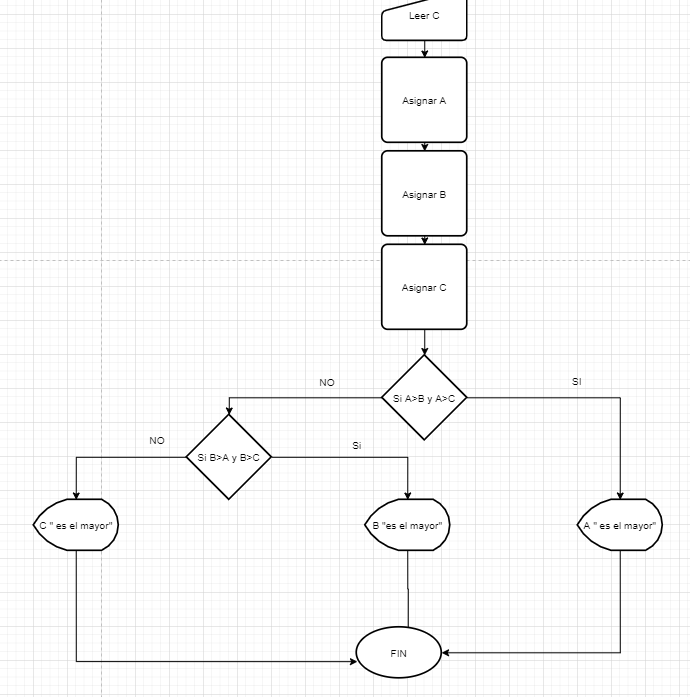 Leer C
Asignar A
Asignar B
Asignar C
Si A>B y A>C
NO
SI
Si B>A y B>C
NO
Si
C " es el mayor"
B "es el mayor"
A " es el mayor"
FIN